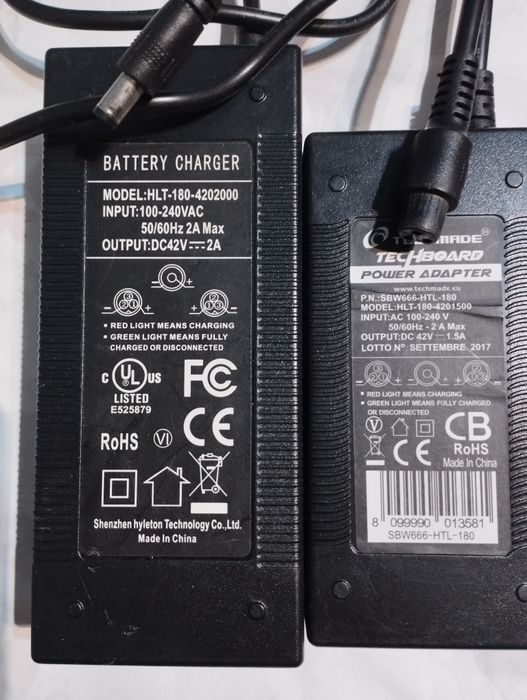 BATTERY CHARGER
MODEL:HLT-180-4202000
INPUT:100-240VAC
50/60Hz 2A Max
OUTPUT:DC42V⎓2A
RED LIGHT MEANS CHARGING
GREEN LIGHT MEANS FULLY
CHARGED OR DISCONNECTED
C UL US
LISTED
E525879
FC
CE
RoHS
VI
Shenzhen hyleton Technology Co.,Ltd.
Made In China
TECHBOARD
POWER ADAPTER
www.techmade.eu
P.N.:SBW666-HTL-180
MODEL:HLT-180-4201500
INPUT:AC 100-240 V
50/60Hz - 2 A Max
OUTPUT:DC 42V⎓1.5A
LOTTO N° SETTEMBRE 2017
RED LIGHT MEANS CHARGING
GREEN LIGHT MEANS FULLY CHARGED
OR DISCONNECTED
V
CB
CE
RoHS
Made In China
8 099990 013581
SBW666-HTL-180